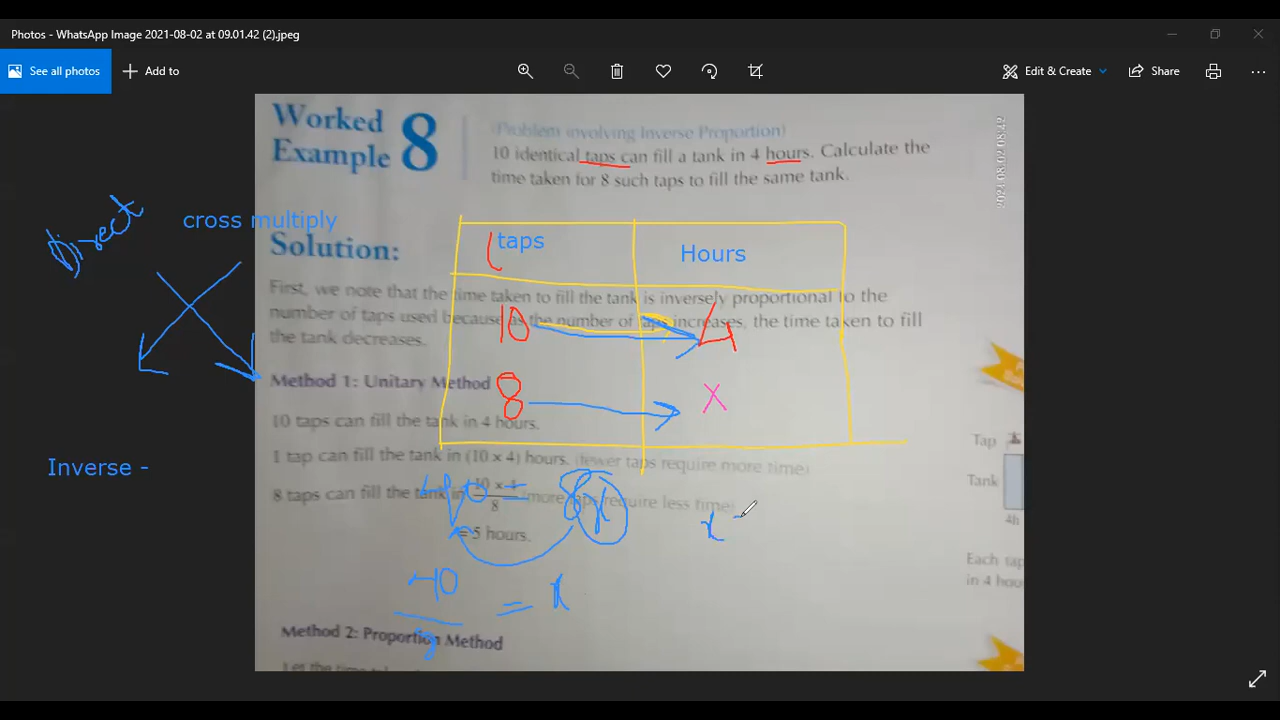 Photos - WhatsApp Image 2021-08-02 at 09.01.42 (2).jpeg
See all photos
Add to
Edit & Create
Share
Worked
Example 8
(Problem involving Inverse Proportion)
10 identical taps can fill a tank in 4 hours. Calculate the
time taken for 8 such taps to fill the same tank.
2021-08-02 08:42
Direct
cross multiply
Solution:
taps
Hours
First, we note that the time taken to fill the tank is inversely proportional to the
number of taps used because as the number of taps increases, the time taken to fill
the tank decreases.
10
4
Method 1: Unitary Method
8
x
10 taps can fill the tank in 4 hours.
Tap
1 tap can fill the tank in (10 x 4) hours. (fewer taps require more time)
Inverse -
Tank
8 taps can fill the tank in 10 x 4 / 8 (more taps require less time)
40 = 8x
x -
= 5 hours.
4h
Each tap
in 4 hou
40 / 8 = x
Method 2: Proportion Method
Let the time taken